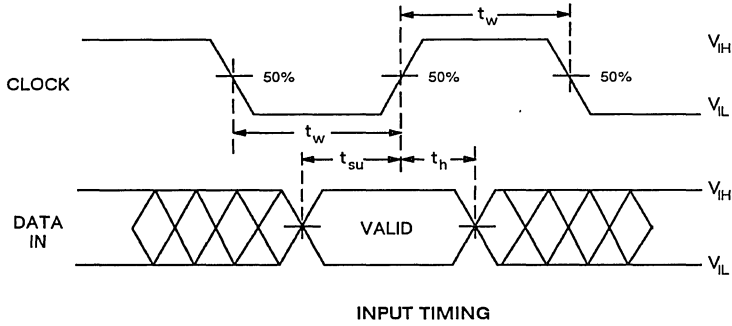 t_w
V_IH
CLOCK
50%
50%
50%
V_IL
t_w
t_su
t_h
V_IH
DATA
IN
VALID
V_IL
INPUT TIMING